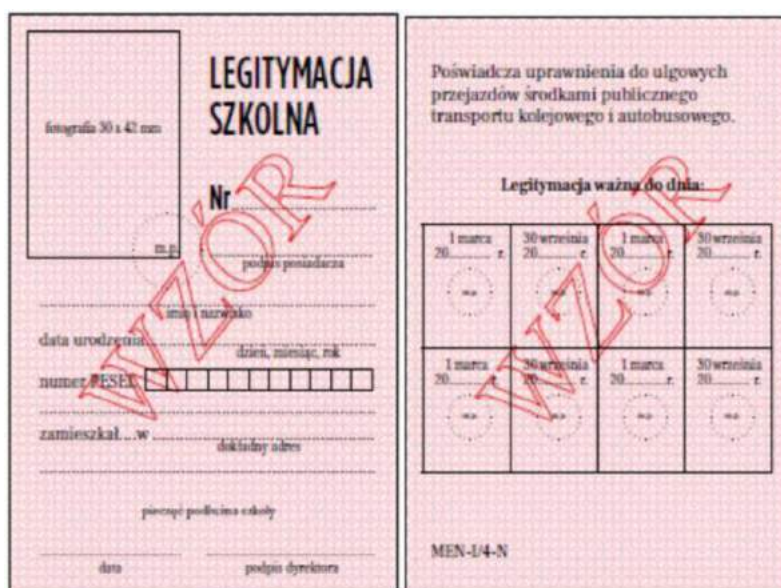 fotografia 30 x 42 mm
LEGITYMACJA
SZKOLNA
Nr
m.p.
podpis posiadacza
imię i nazwisko
data urodzenia
dzień, miesiąc, rok
numer PESEL
zamieszkał....w
dokładny adres
pieczęć podłużna szkoły
data
podpis dyrektora
WZÓR
Poświadcza uprawnienia do ulgowych
przejazdów środkami publicznego
transportu kolejowego i autobusowego.
Legitymacja ważna do dnia:
1 marca 30 września 1 marca 30 września
20........ r. 20........ r. 20........ r. 20........ r.
m.p. m.p. m.p. m.p.
1 marca 30 września 1 marca 30 września
20........ r. 20........ r. 20........ r. 20........ r.
m.p. m.p. m.p. m.p.
WZÓR
MEN-I/4-N